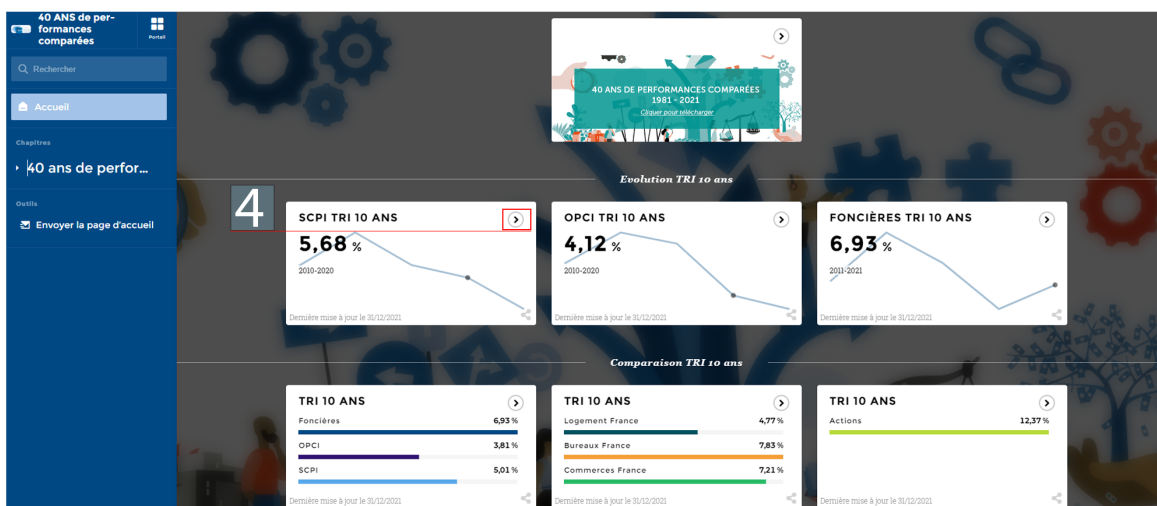 40 ANS de per-
formances
comparées
Portail
Rechercher
Accueil
Chapitres
40 ans de perfor...
Outils
Envoyer la page d'accueil
40 ANS DE PERFORMANCES COMPARÉES
1981 - 2021
Cliquer pour télécharger
Evolution TRI 10 ans
4
SCPI TRI 10 ANS
5,68 %
2010-2020
Dernière mise à jour le 31/12/2021
OPCI TRI 10 ANS
4,12 %
2010-2020
Dernière mise à jour le 31/12/2021
FONCIÈRES TRI 10 ANS
6,93 %
2011-2021
Dernière mise à jour le 31/12/2021
Comparaison TRI 10 ans
TRI 10 ANS
Foncières 6,93 %
OPCI 3,81 %
SCPI 5,01 %
Dernière mise à jour le 31/12/2021
TRI 10 ANS
Logement France 4,77 %
Bureaux France 7,83 %
Commerces France 7,21 %
Dernière mise à jour le 31/12/2021
TRI 10 ANS
Actions 12,37 %
Dernière mise à jour le 31/12/2021